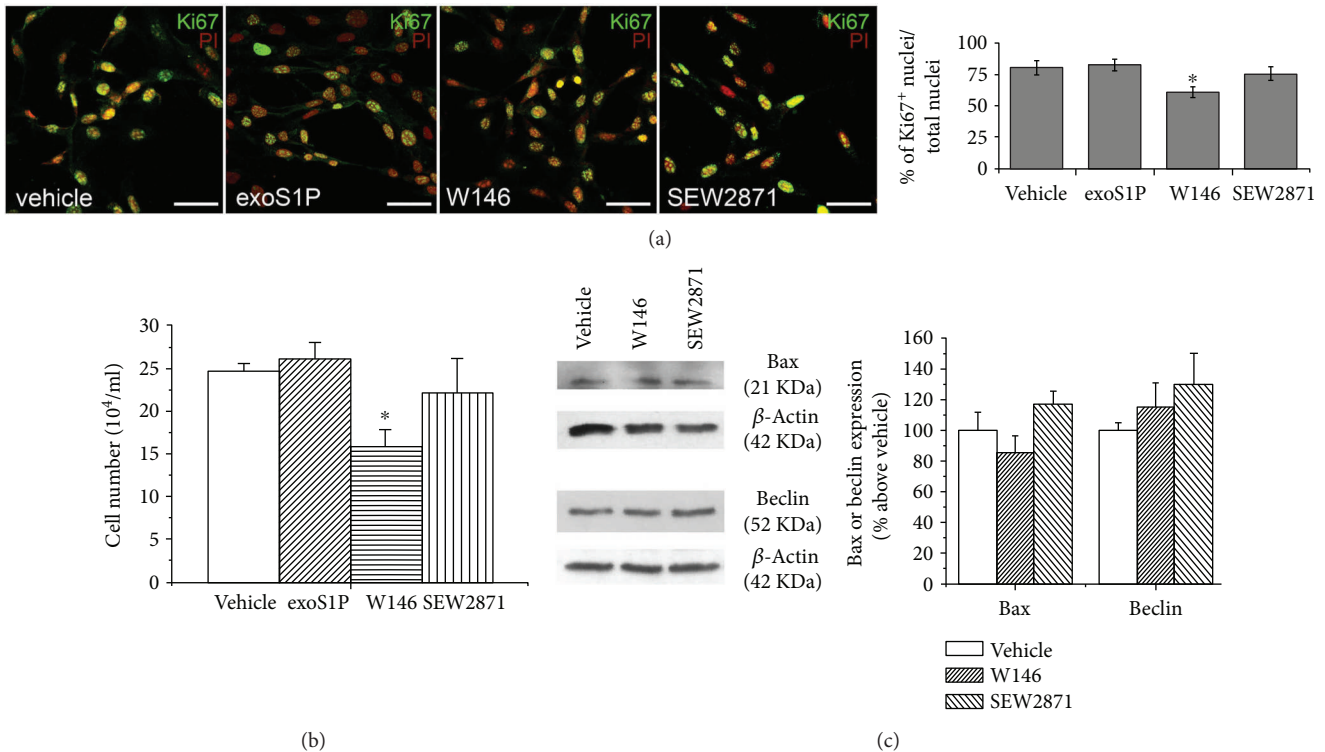 Ki67
PI
vehicle
Ki67
PI
exoS1P
Ki67
PI
W146
Ki67
PI
SEW2871
% of Ki67⁺ nuclei/
total nuclei
100
75
50
25
0
Vehicle
exoS1P
W146
SEW2871
*
(a)
Cell number (10⁴/ml)
30
25
20
15
10
5
0
*
Vehicle
exoS1P
W146
SEW2871
(b)
Vehicle
W146
SEW2871
Bax
(21 KDa)
β-Actin
(42 KDa)
Beclin
(52 KDa)
β-Actin
(42 KDa)
Bax or beclin expression
(% above vehicle)
160
140
120
100
80
60
40
20
0
Bax
Beclin
Vehicle
W146
SEW2871
(c)